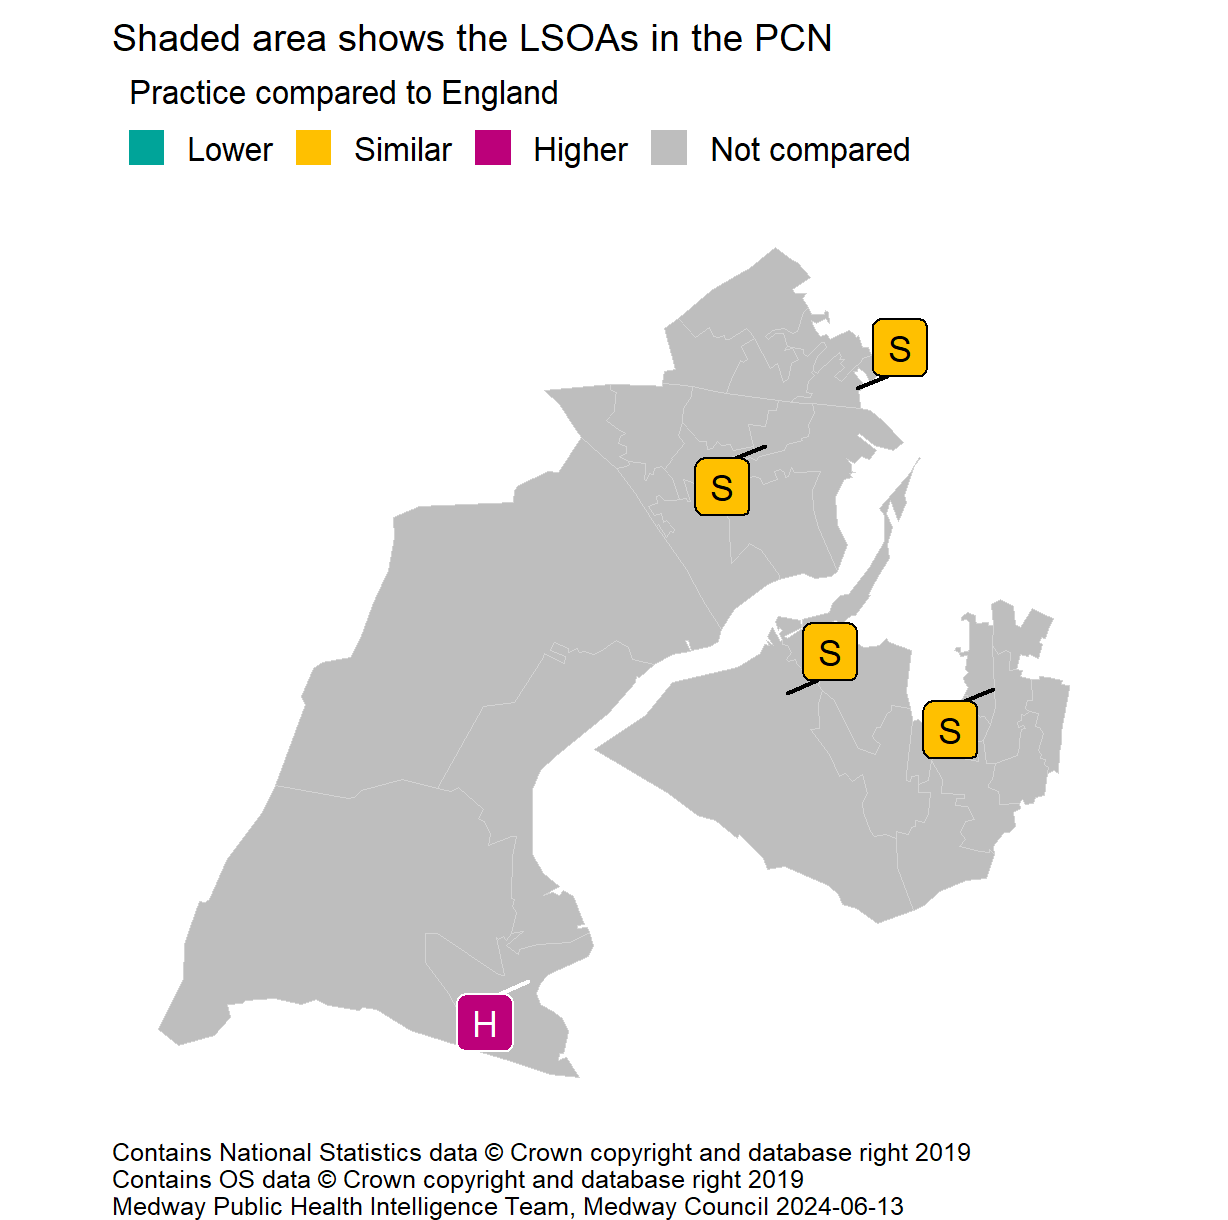 Shaded area shows the LSOAs in the PCN
Practice compared to England
Lower Similar Higher Not compared
S
S
S
S
H
Contains National Statistics data © Crown copyright and database right 2019
Contains OS data © Crown copyright and database right 2019
Medway Public Health Intelligence Team, Medway Council 2024-06-13